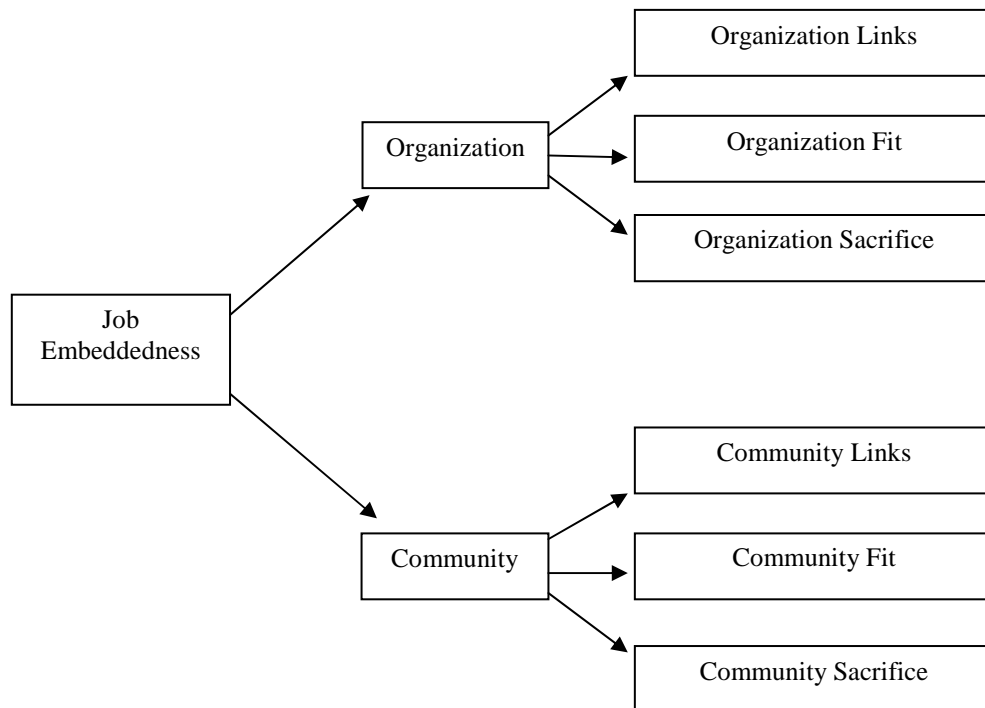 Organization Links
Organization
Organization Fit
Organization Sacrifice
Job
Embeddedness
Community Links
Community
Community Fit
Community Sacrifice